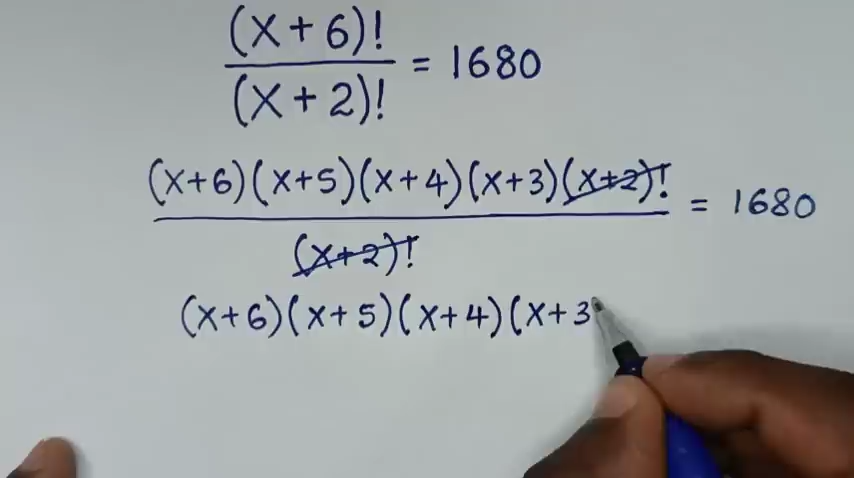 (x+6)!
(x+2)! = 1680
(x+6)(x+5)(x+4)(x+3)(x+2)!
(x+2)! = 1680
(x+6)(x+5)(x+4)(x+3